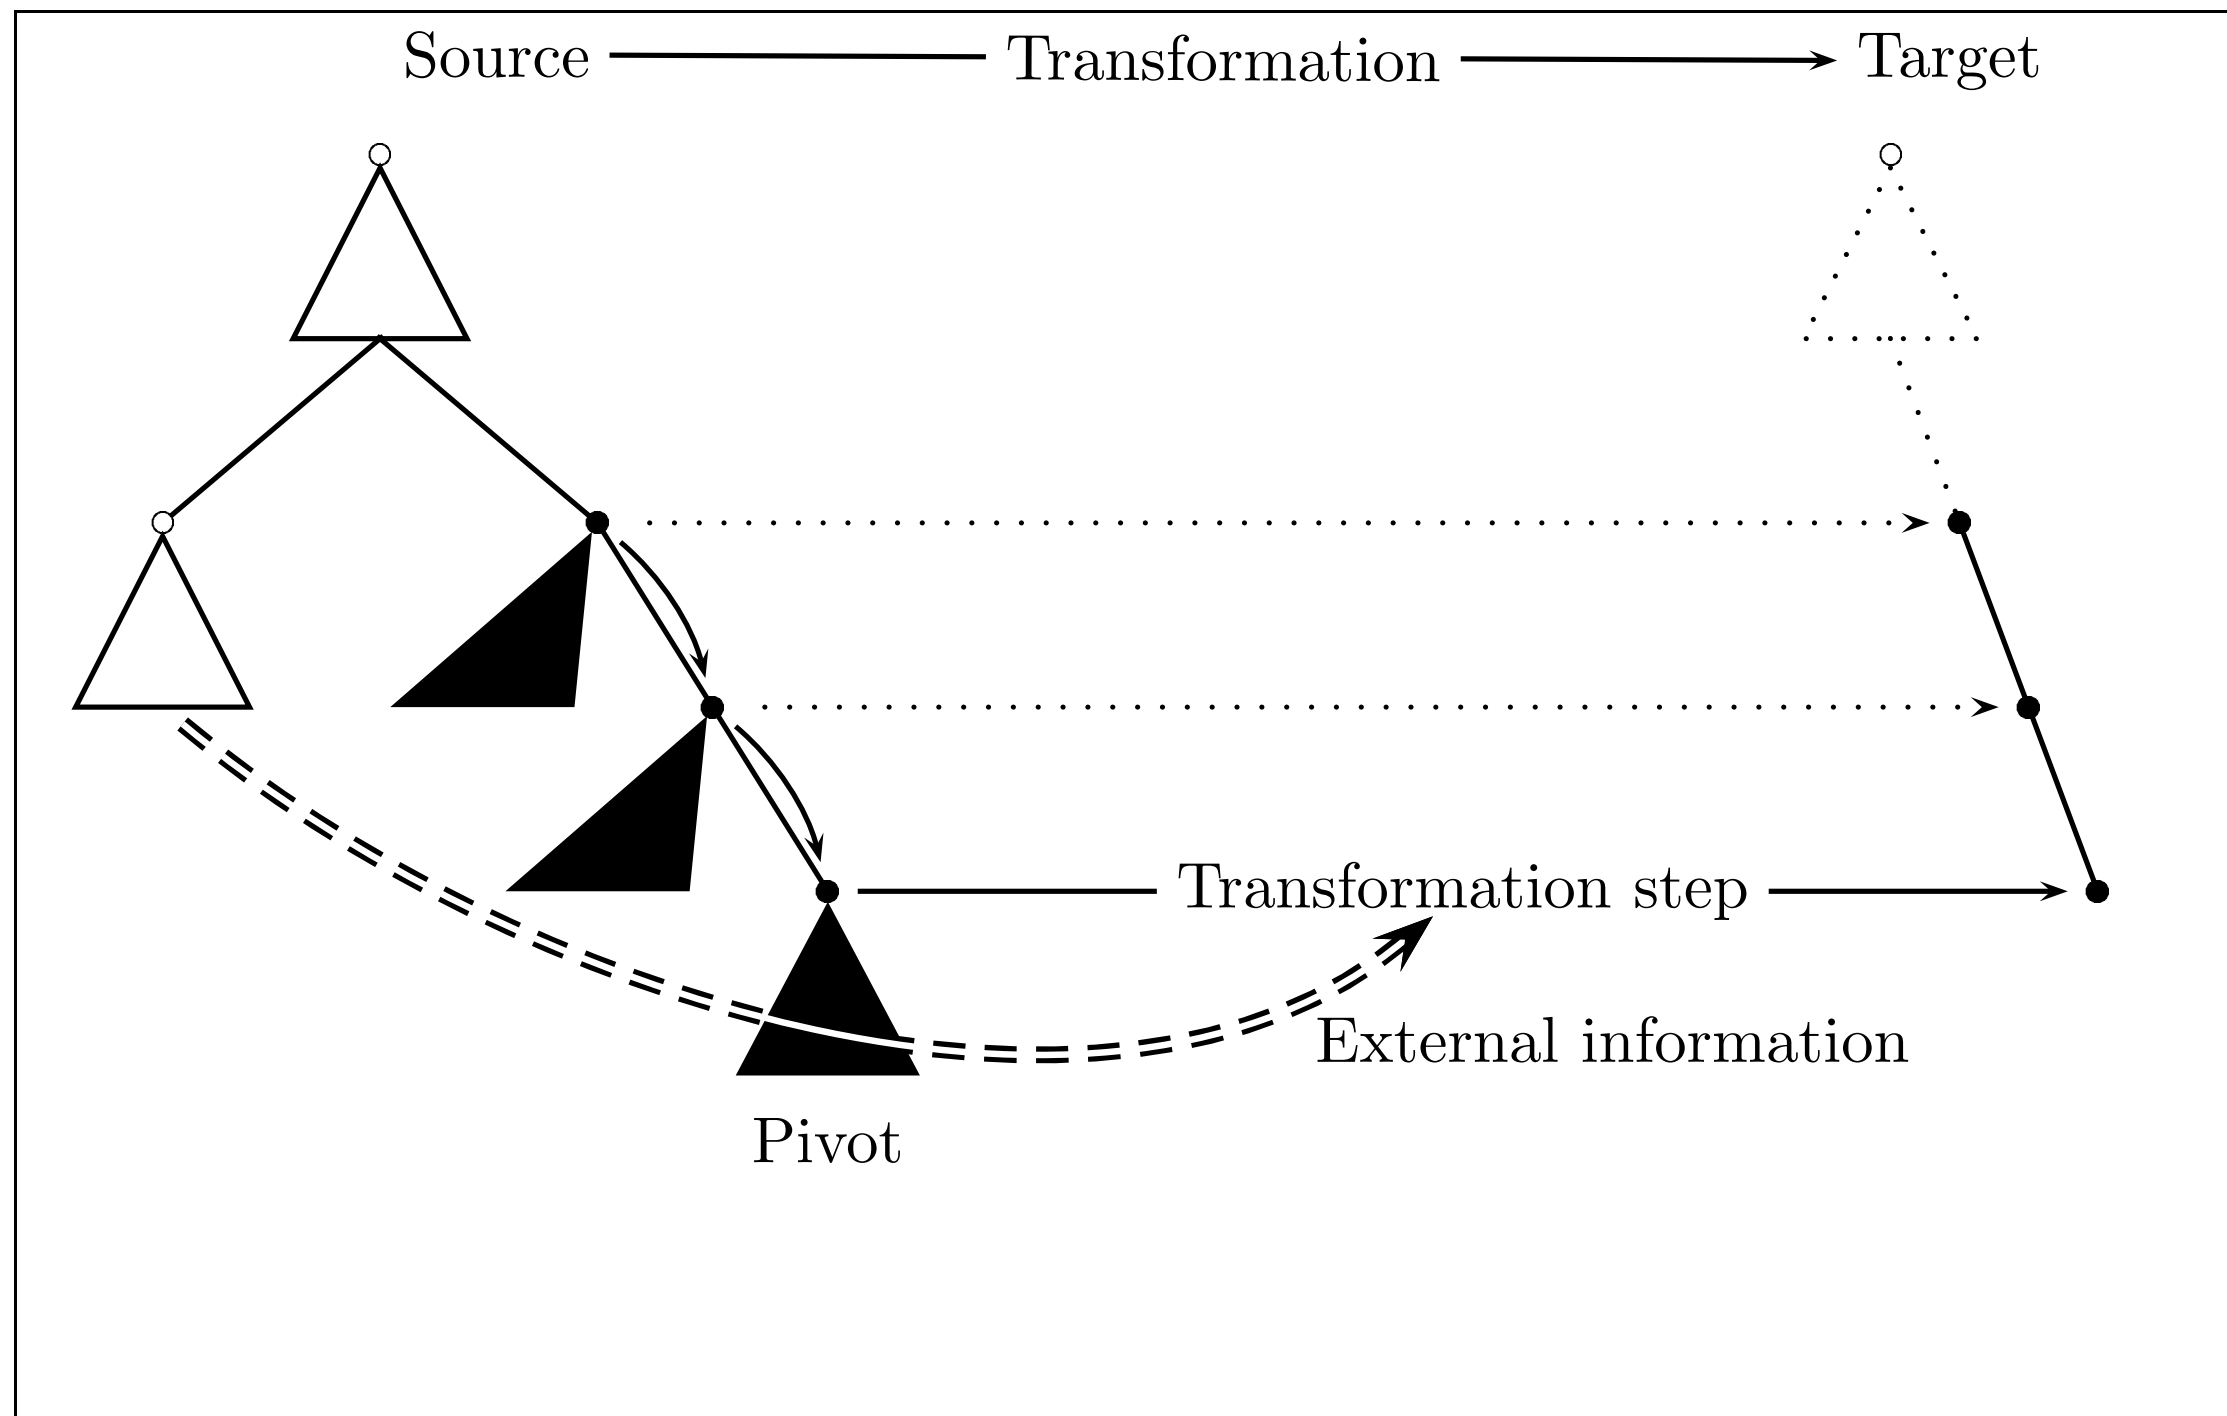 Source Transformation Target
Transformation step
External information
Pivot